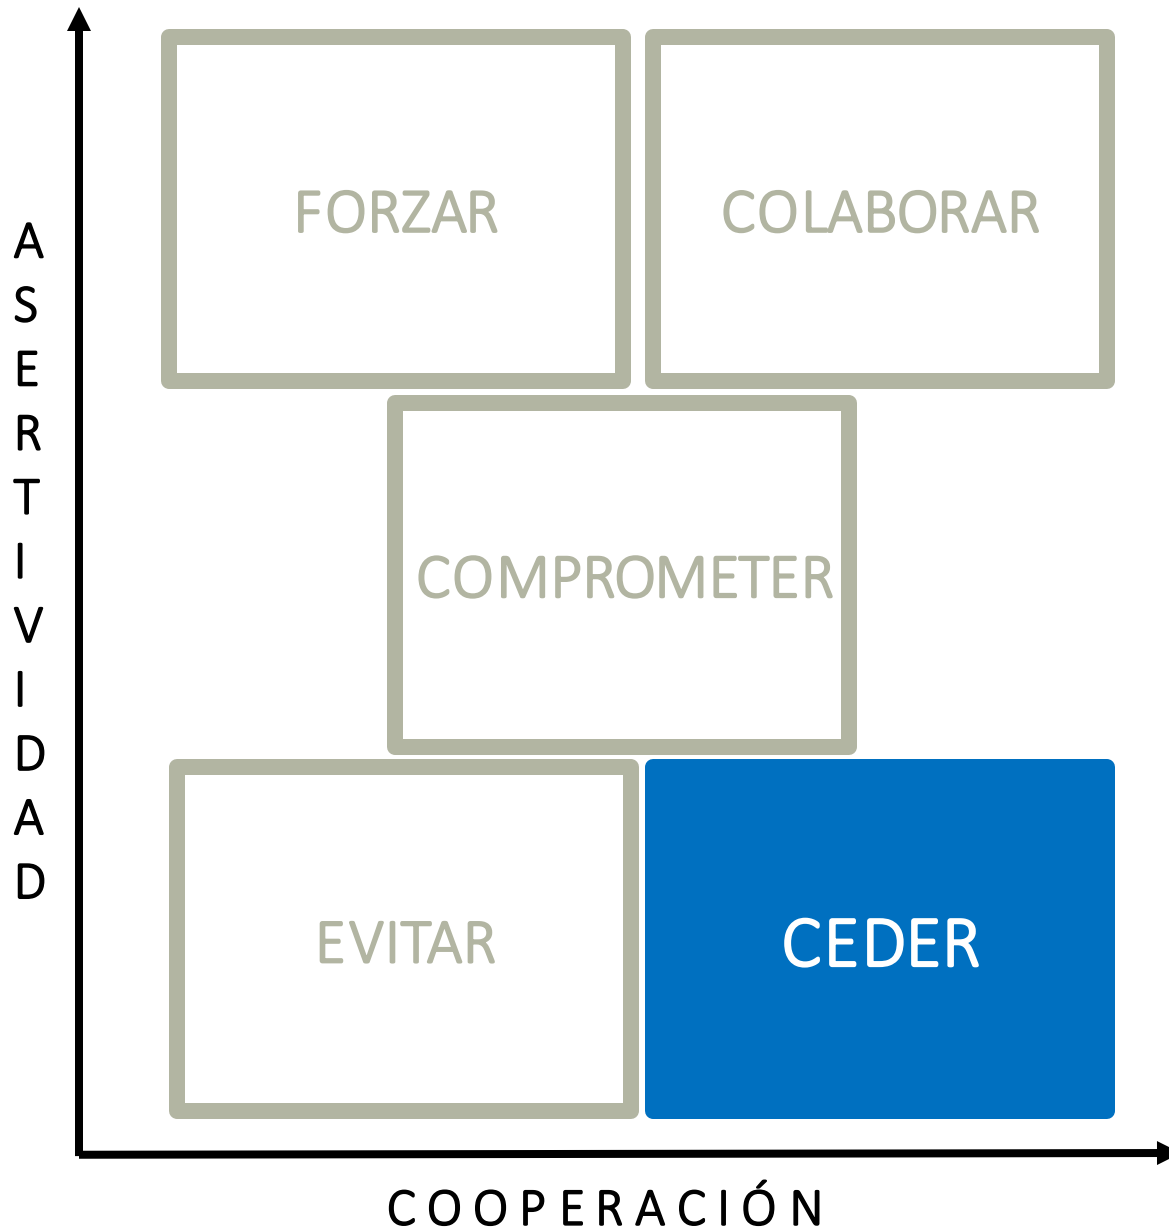 FORZAR
COLABORAR
ASERTIVIDAD
COMPROMETER
EVITAR
CEDER
COOPERACIÓN